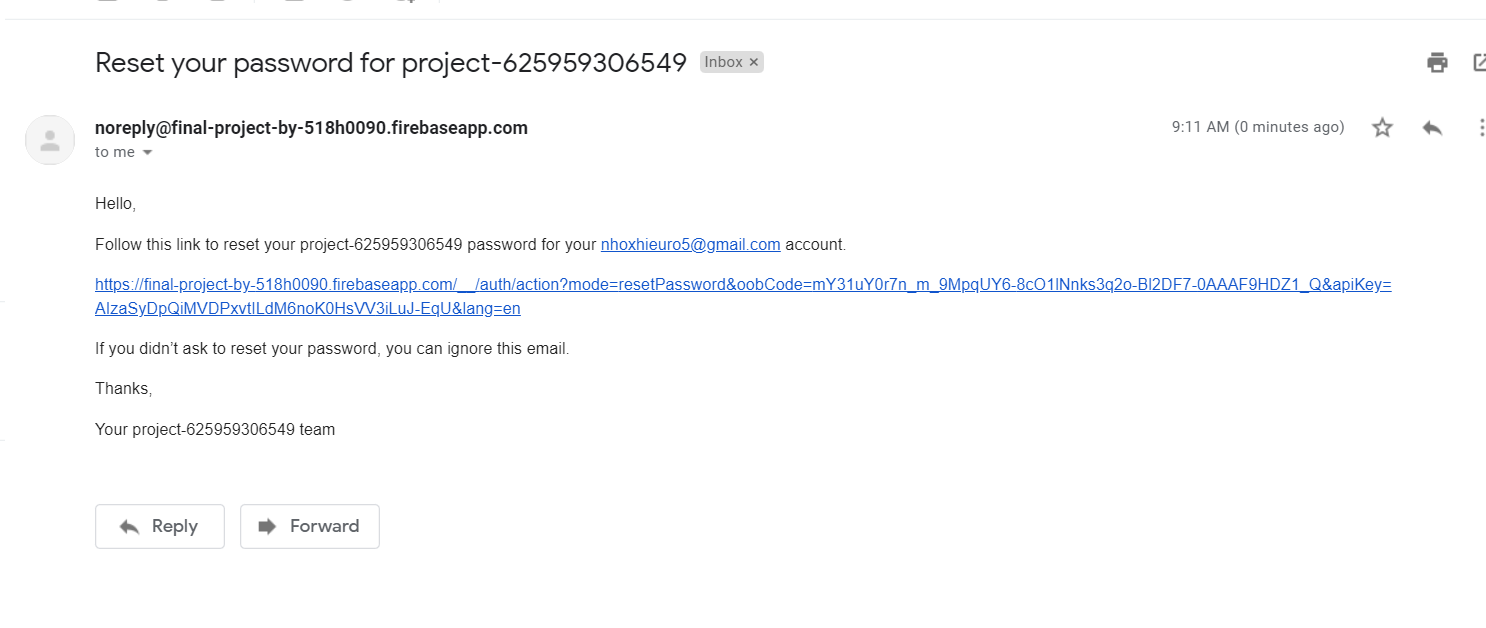 Reset your password for project-625959306549 Inbox ×
noreply@final-project-by-518h0090.firebaseapp.com 9:11 AM (0 minutes ago)
to me
Hello,
Follow this link to reset your project-625959306549 password for your nhoxhieuro5@gmail.com account.
https://final-project-by-518h0090.firebaseapp.com/__/auth/action?mode=resetPassword&oobCode=mY31uY0r7n_m_9MpqUY6-8cO1lNnks3q2o-Bl2DF7-0AAAF9HDZ1_Q&apiKey=
AIzaSyDpQiMVDPxvtILdM6noK0HsVV3iLuJ-EqU&lang=en
If you didn’t ask to reset your password, you can ignore this email.
Thanks,
Your project-625959306549 team
Reply Forward